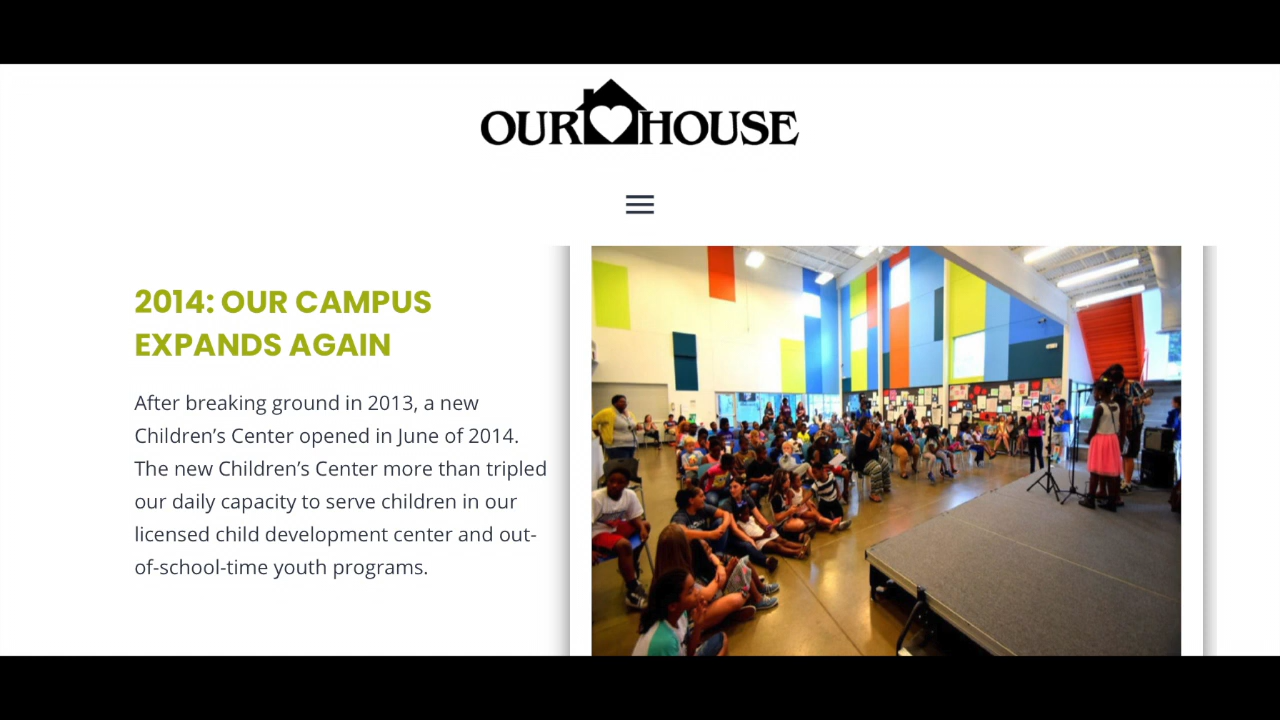 OUR HOUSE
2014: OUR CAMPUS
EXPANDS AGAIN
After breaking ground in 2013, a new
Children’s Center opened in June of 2014.
The new Children’s Center more than tripled
our daily capacity to serve children in our
licensed child development center and out-
of-school-time youth programs.